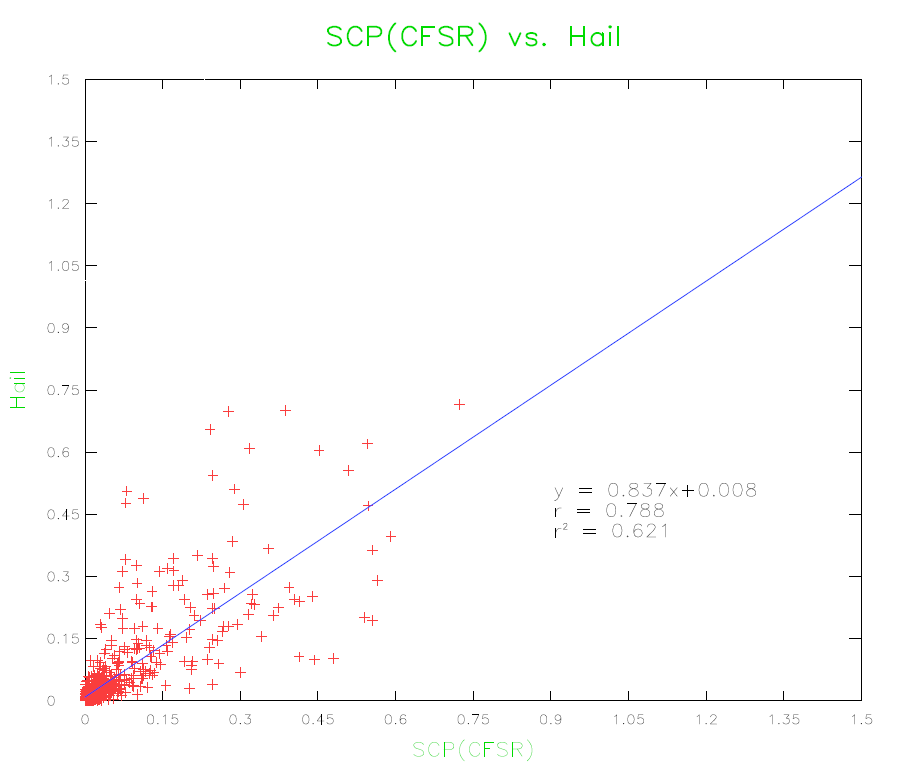 SCP(CFSR) vs. Hail
1.5
1.35
1.2
1.05
0.9
0.75
0.6
0.45
0.3
0.15
0
Hail
y = 0.837x+0.008
r = 0.788
r² = 0.621
0 0.15 0.3 0.45 0.6 0.75 0.9 1.05 1.2 1.35 1.5
SCP(CFSR)